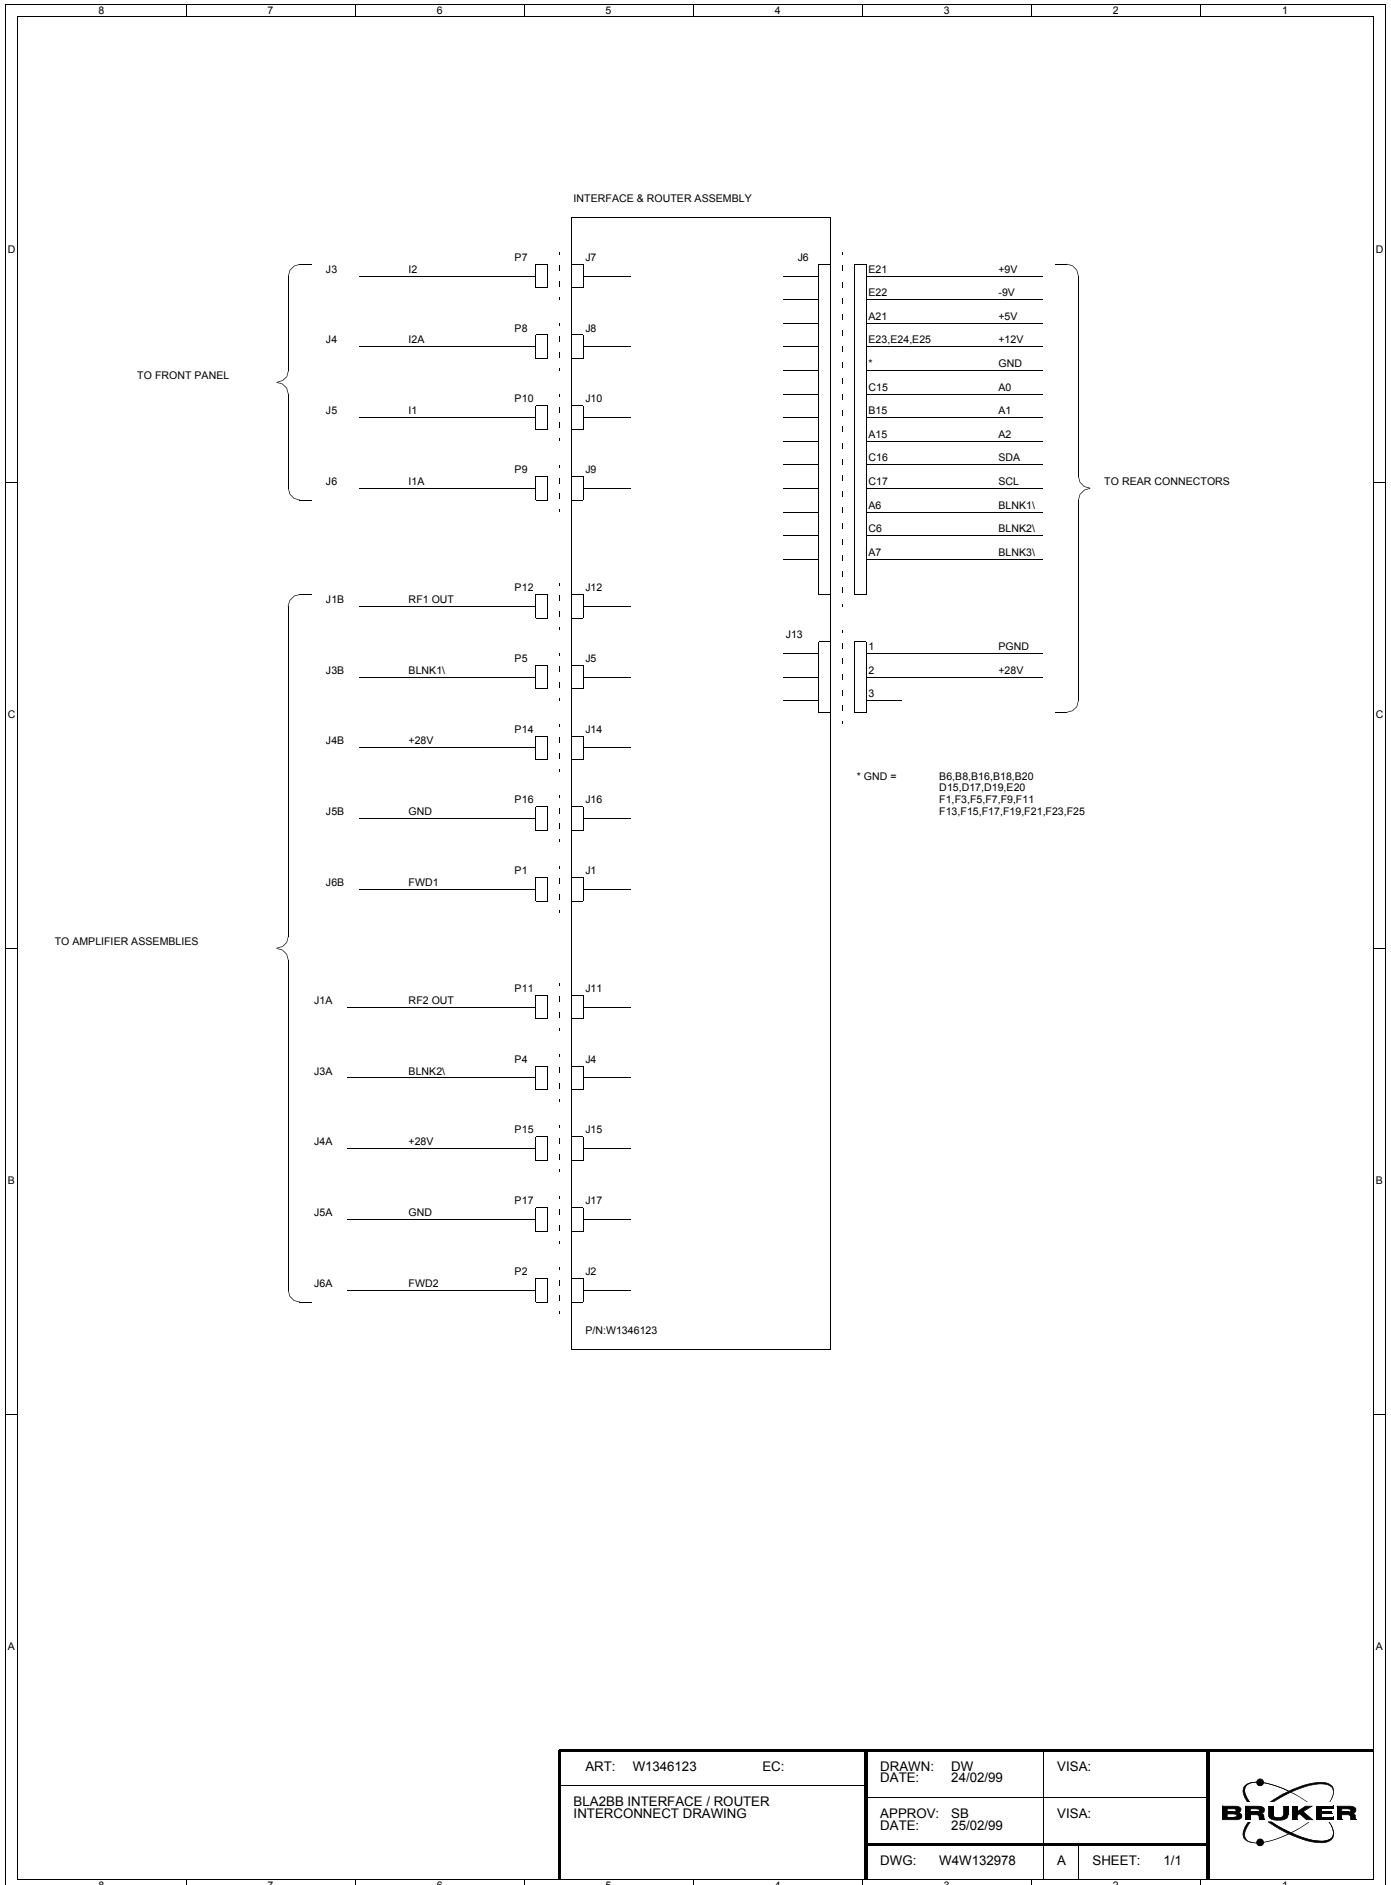 8 7 6 5 4 3 2 1
INTERFACE & ROUTER ASSEMBLY
D D
J3 I2 P7 J7
J4 I2A P8 J8
TO FRONT PANEL
J5 I1 P10 J10
J6 I1A P9 J9
J6
E21 +9V
E22 -9V
A21 +5V
E23,E24,E25 +12V
* GND
C15 A0
B15 A1
A15 A2
C16 SDA
C17 SCL
TO REAR CONNECTORS
A6 BLNK1\
C6 BLNK2\
A7 BLNK3\
J13
1 PGND
2 +28V
3
C C
* GND = B6,B8,B16,B18,B20
D15,D17,D19,E20
F1,F3,F5,F7,F9,F11
F13,F15,F17,F19,F21,F23,F25
J1B RF1 OUT P12 J12
J3B BLNK1\ P5 J5
J4B +28V P14 J14
J5B GND P16 J16
J6B FWD1 P1 J1
TO AMPLIFIER ASSEMBLIES
J1A RF2 OUT P11 J11
J3A BLNK2\ P4 J4
J4A +28V P15 J15
B B
J5A GND P17 J17
J6A FWD2 P2 J2
P/N:W1346123
A A
ART: W1346123 EC:
BLA2BB INTERFACE / ROUTER
INTERCONNECT DRAWING
DRAWN: DW
DATE: 24/02/99
VISA:
APPROV: SB
DATE: 25/02/99
VISA:
DWG: W4W132978 A SHEET: 1/1
BRUKER
8 7 6 5 4 3 2 1